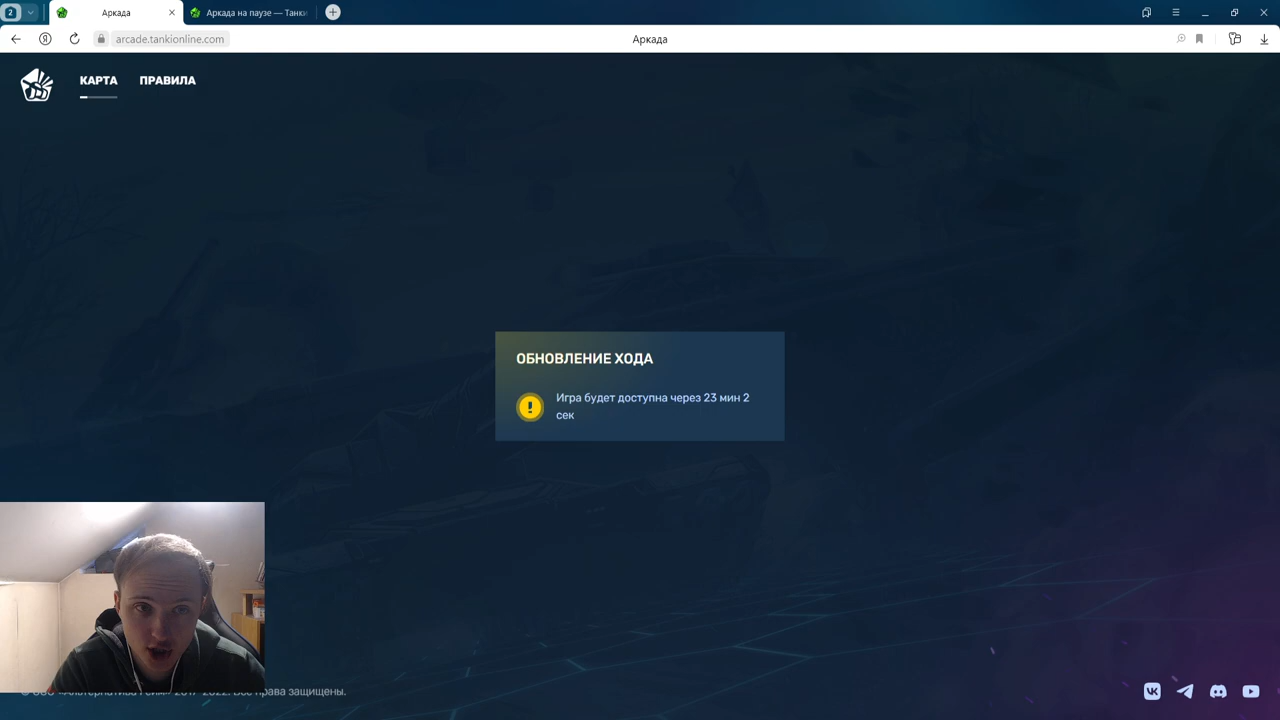 2
Аркада
Аркада на паузе — Танки
arcade.tankionline.com
Аркада
КАРТА
ПРАВИЛА
ОБНОВЛЕНИЕ ХОДА
!
Игра будет доступна через 23 мин 2
сек
права защищены.